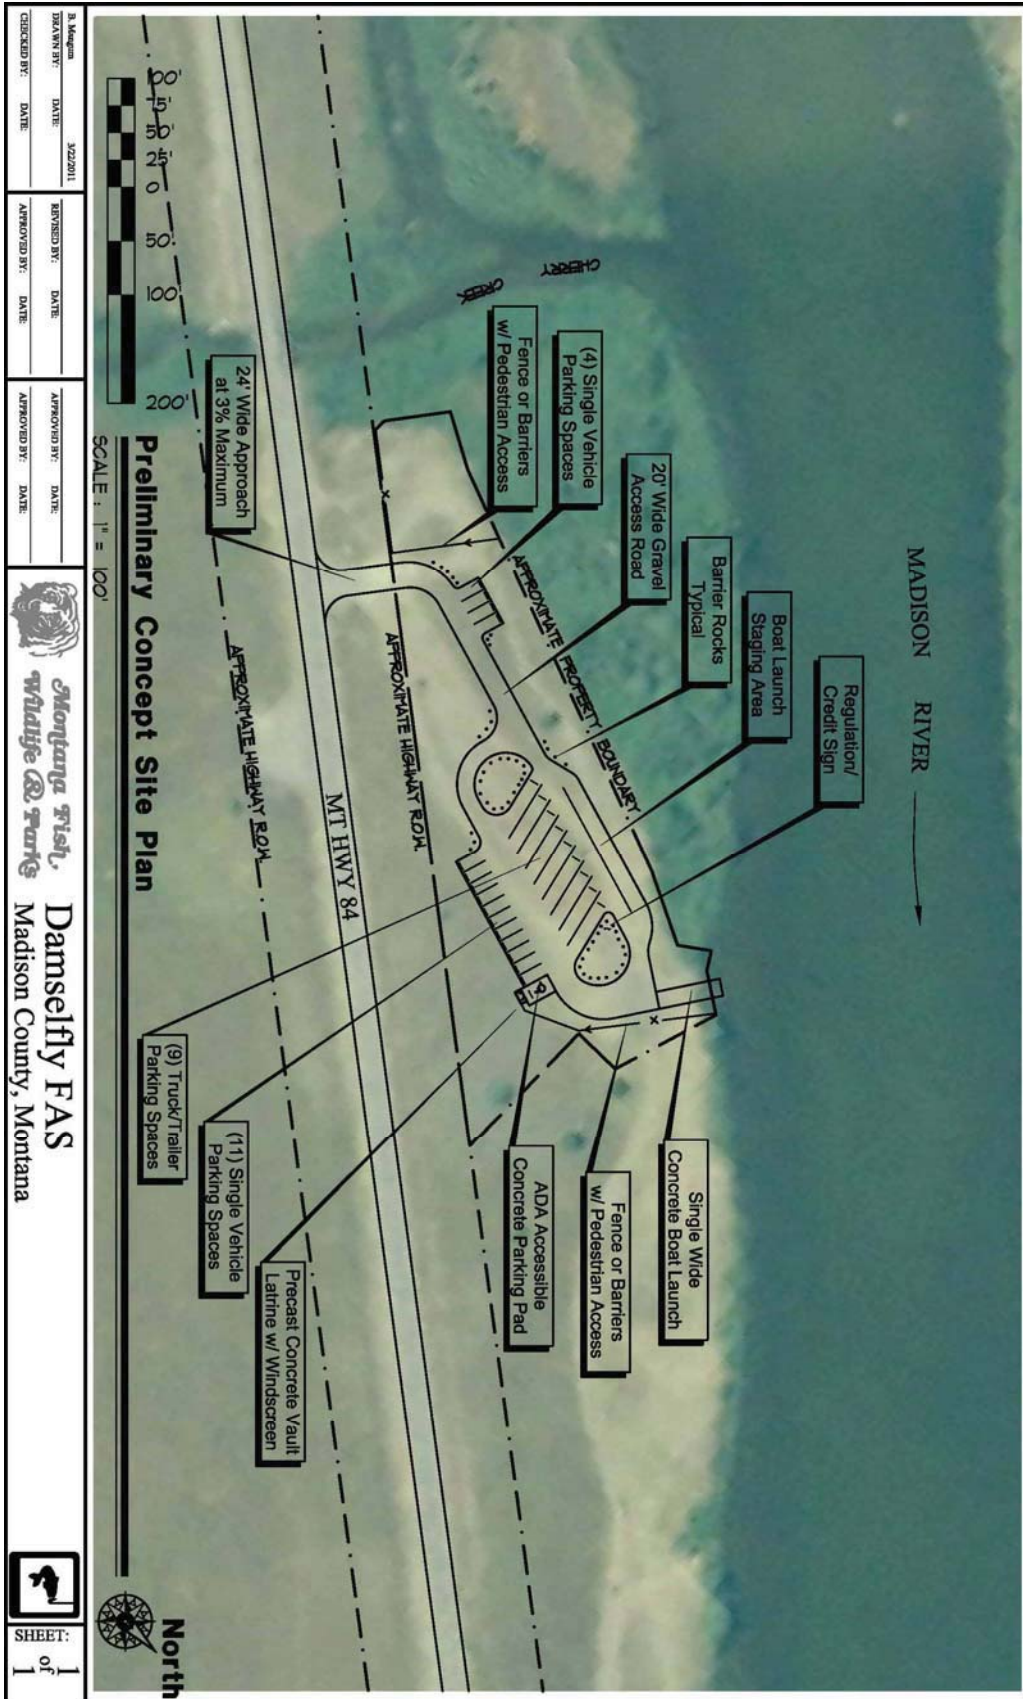 MADISON RIVER
CHERRY
CREEK
Fence or Barriers
w/ Pedestrian Access
(4) Single Vehicle
Parking Spaces
20' Wide Gravel
Access Road
Barrier Rocks
Typical
Boat Launch
Staging Area
Regulation/
Credit Sign
24' Wide Approach
at 3% Maximum
APPROXIMATE PROPERTY BOUNDARY
APPROXIMATE HIGHWAY R.O.W.
MT HWY 84
APPROXIMATE HIGHWAY R.O.W.
Single Wide
Concrete Boat Launch
Fence or Barriers
w/ Pedestrian Access
ADA Accessible
Concrete Parking Pad
Precast Concrete Vault
Latrine w/ Windscreen
(11) Single Vehicle
Parking Spaces
(9) Truck/Trailer
Parking Spaces
100' 75' 50' 25' 0 50' 100' 200'
Preliminary Concept Site Plan
SCALE : 1" = 100'
North
B. Mangum 3/22/2011
DRAWN BY: DATE:
CHECKED BY: DATE:
REVISED BY: DATE:
APPROVED BY: DATE:
APPROVED BY: DATE:
APPROVED BY: DATE:
Montana Fish,
Wildlife & Parks
Damselfly FAS
Madison County, Montana
SHEET:
1
of
1